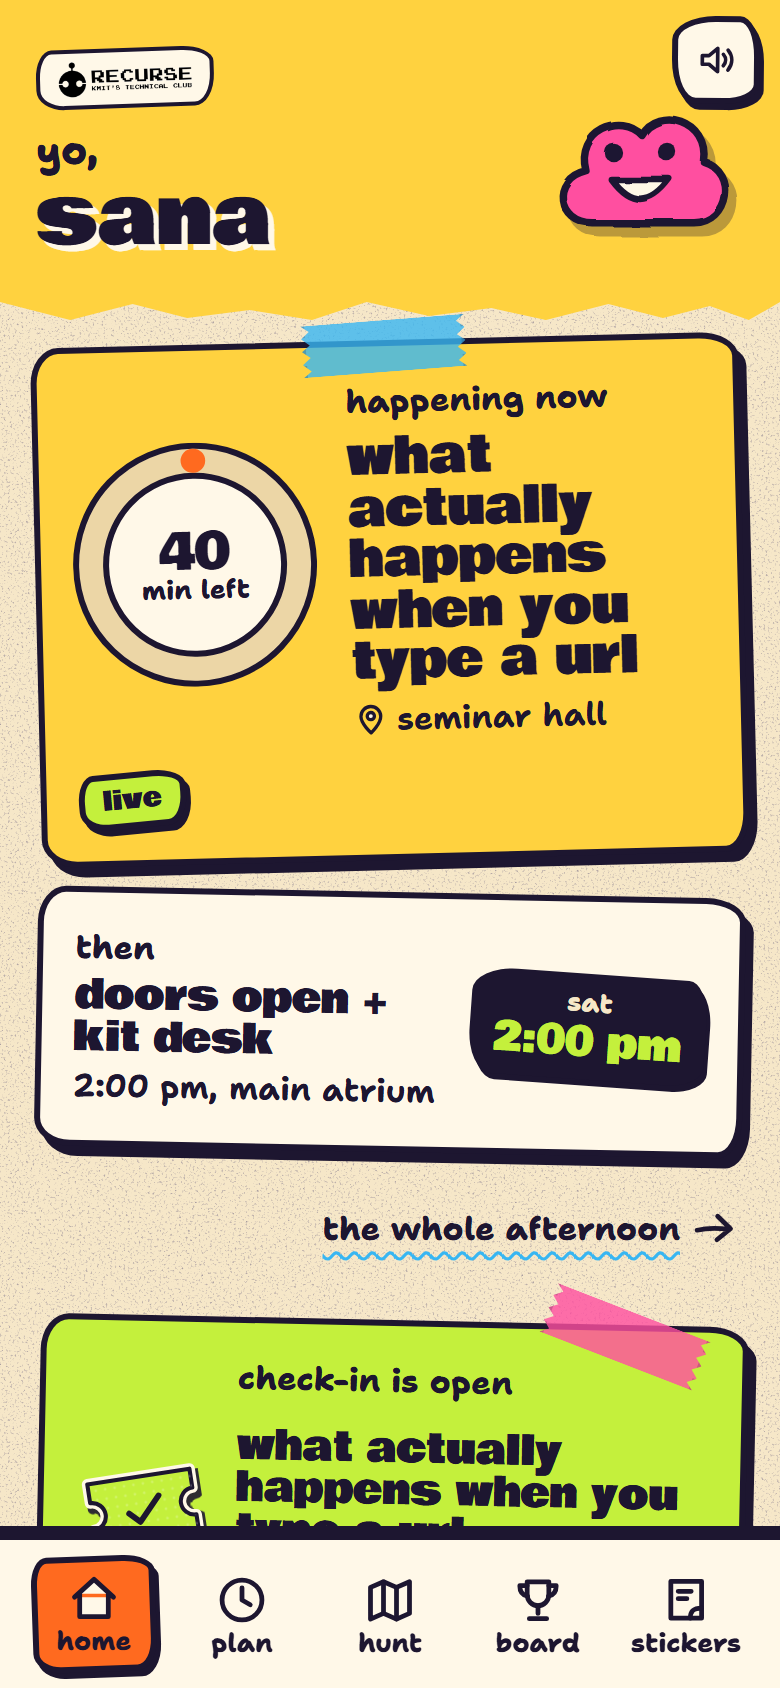 RECURSE
KMIT'S TECHNICAL CLUB
yo,
sana
happening now
what
actually
happens
when you
type a url
seminar hall
40
min left
live
then
doors open +
kit desk
2:00 pm, main atrium
sat
2:00 pm
the whole afternoon
check-in is open
what actually
happens when you
type a url
home
plan
hunt
board
stickers